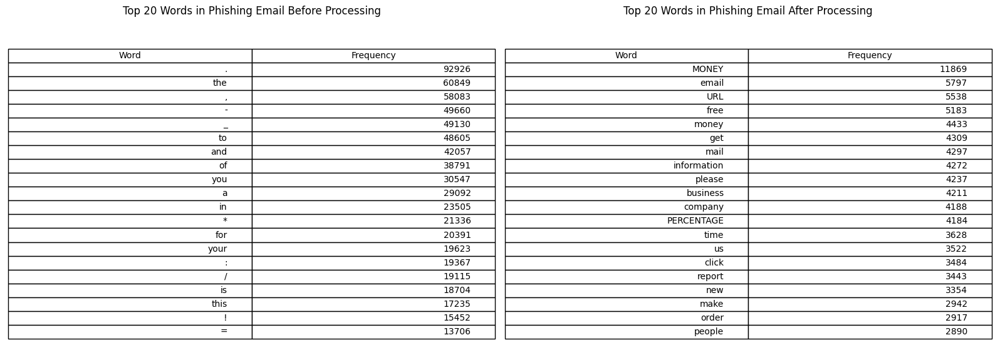 Top 20 Words in Phishing Email Before Processing
Word Frequency
. 92926
the 60849
, 58083
- 49660
_ 49130
to 48605
and 42057
of 38791
you 30547
a 29092
in 23505
* 21336
for 20391
your 19623
: 19367
/ 19115
is 18704
this 17235
! 15452
= 13706
Top 20 Words in Phishing Email After Processing
Word Frequency
MONEY 11869
email 5797
URL 5538
free 5183
money 4433
get 4309
mail 4297
information 4272
please 4237
business 4211
company 4188
PERCENTAGE 4184
time 3628
us 3522
click 3484
report 3443
new 3354
make 2942
order 2917
people 2890